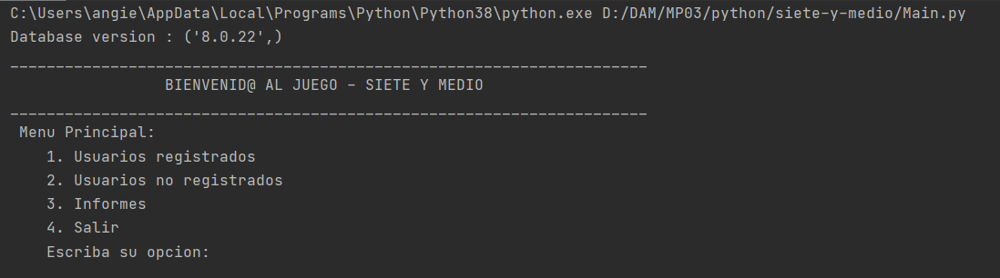 C:\Users\angie\AppData\Local\Programs\Python\Python38\python.exe D:/DAM/MP03/python/siete-y-medio/Main.py
Database version : ('8.0.22',)
______________________________________________________________________
BIENVENID@ AL JUEGO - SIETE Y MEDIO
______________________________________________________________________
Menu Principal:
1. Usuarios registrados
2. Usuarios no registrados
3. Informes
4. Salir
Escriba su opcion: